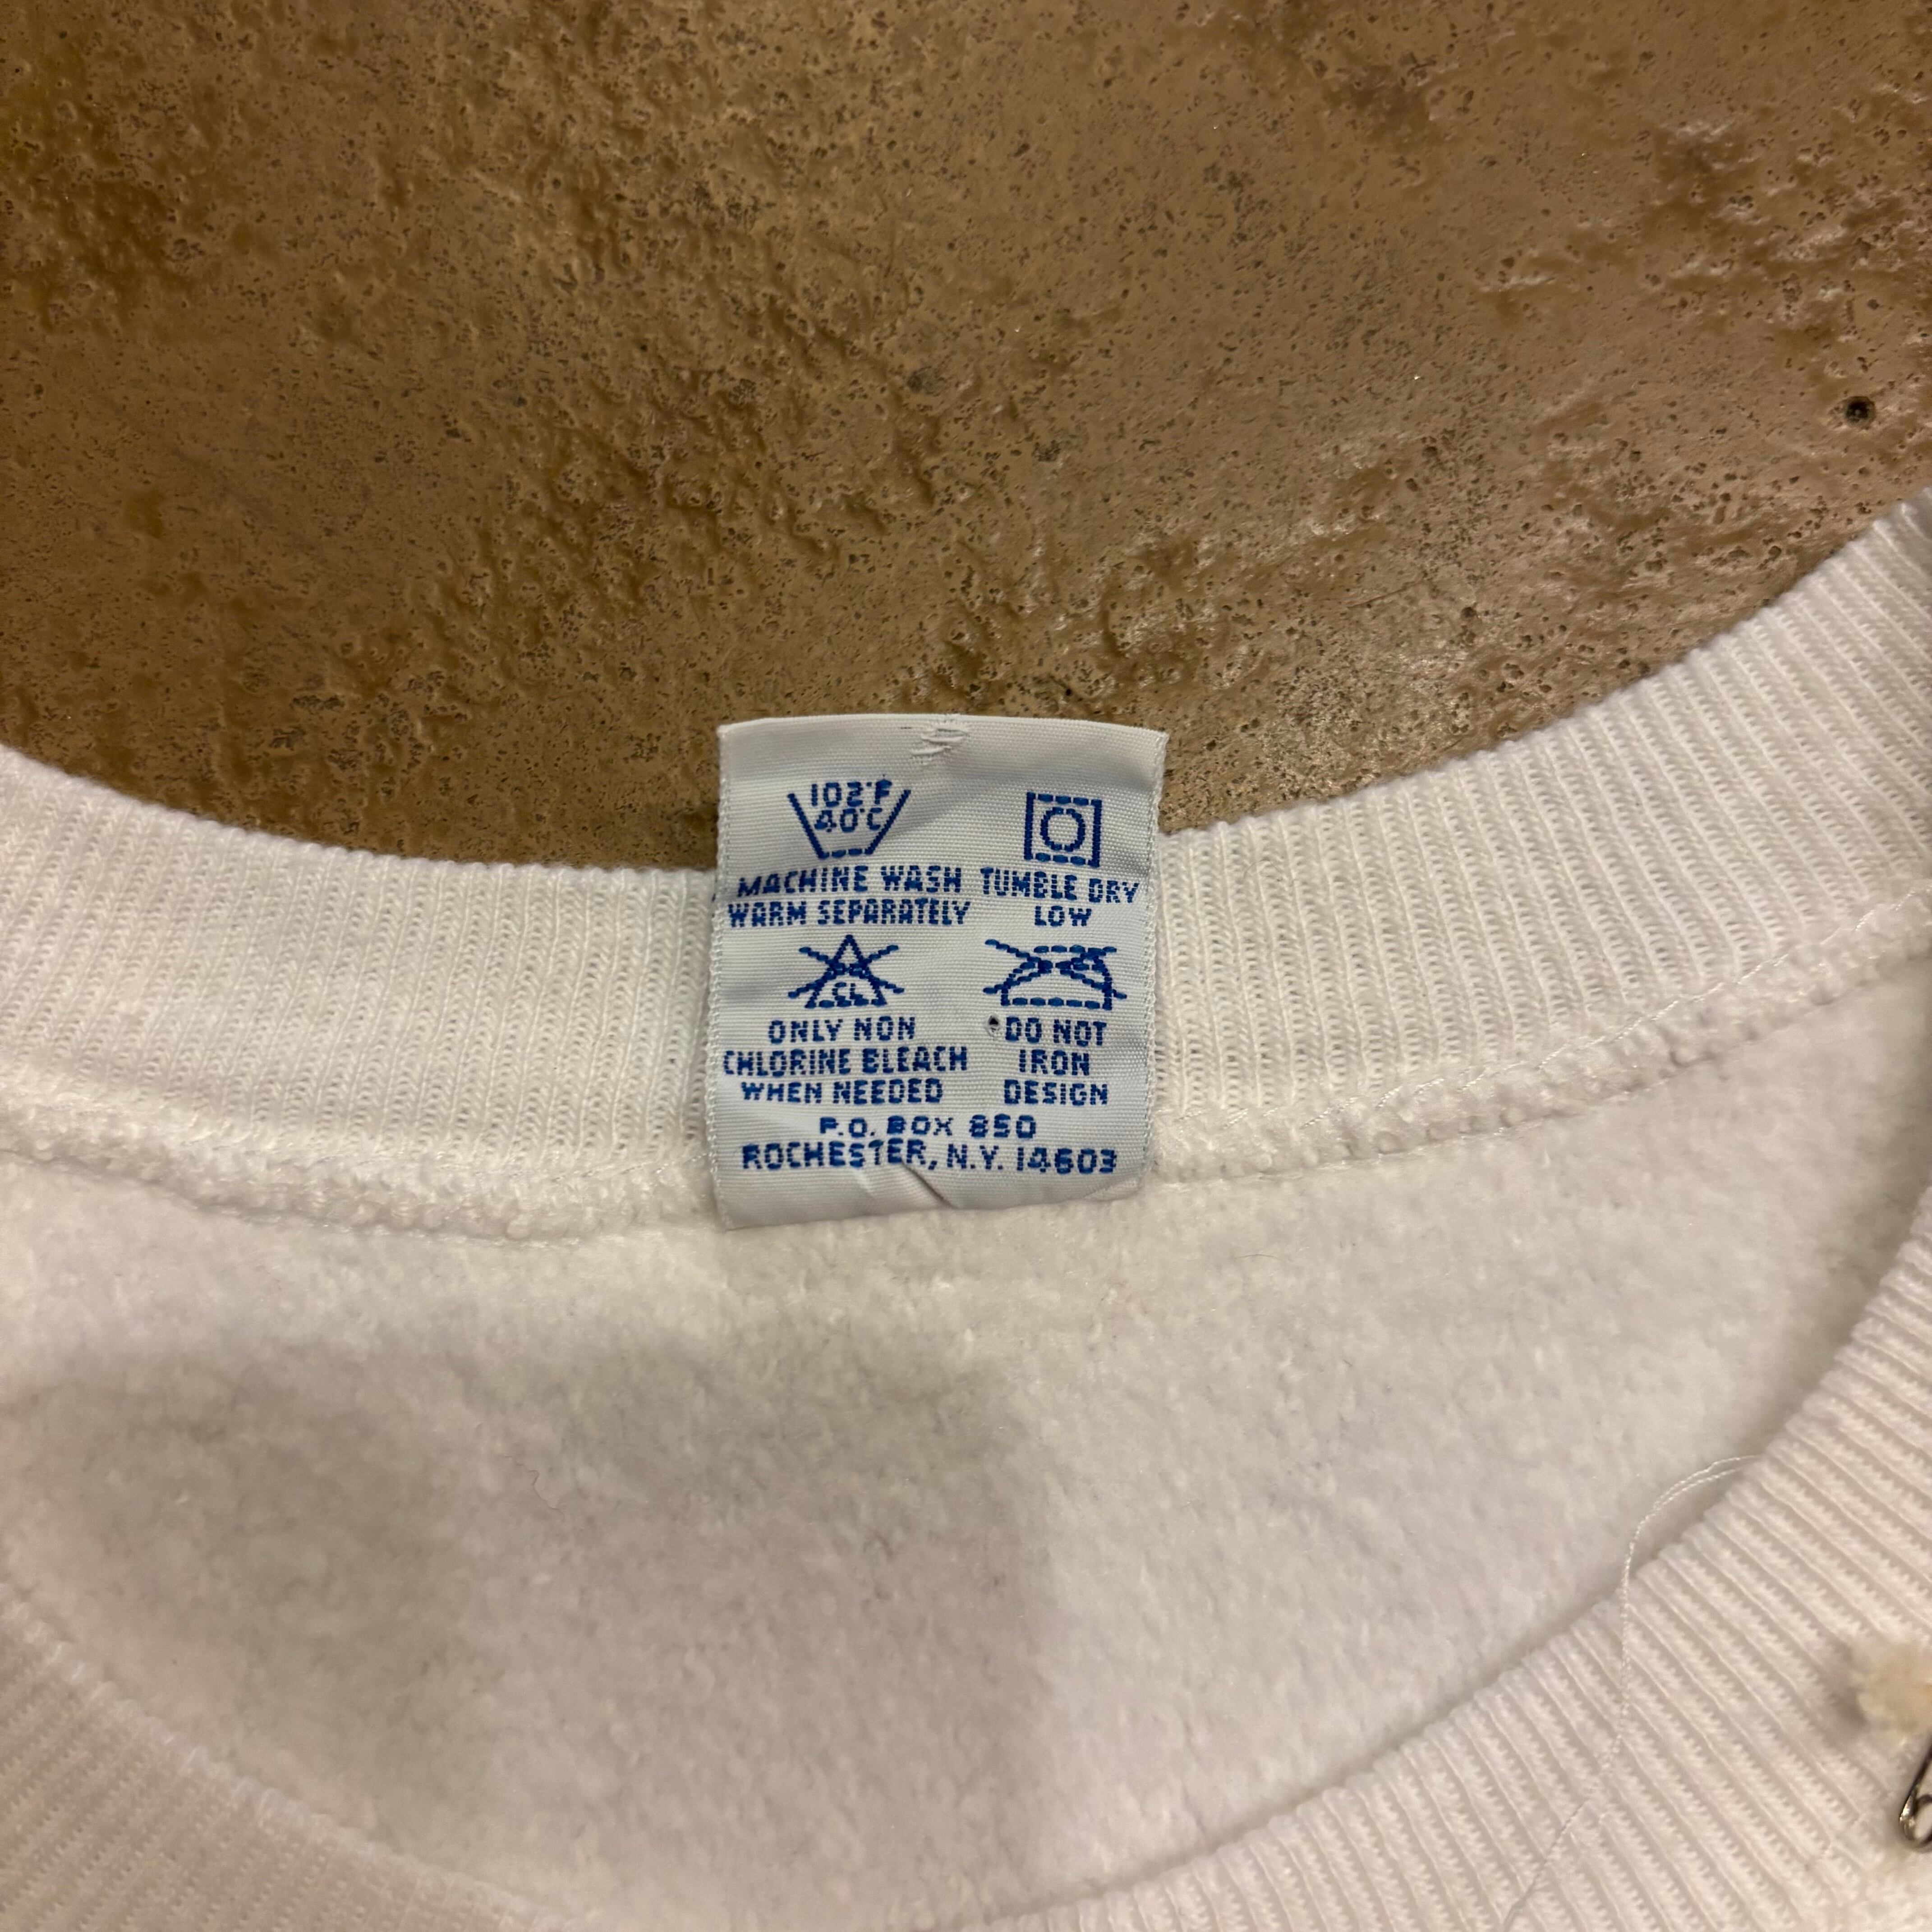 102°F
40°C
MACHINE WASH
WARM SEPARATELY
TUMBLE DRY
LOW
CL
ONLY NON
CHLORINE BLEACH
WHEN NEEDED
DO NOT
IRON
DESIGN
P.O. BOX 850
ROCHESTER, N.Y. 14603